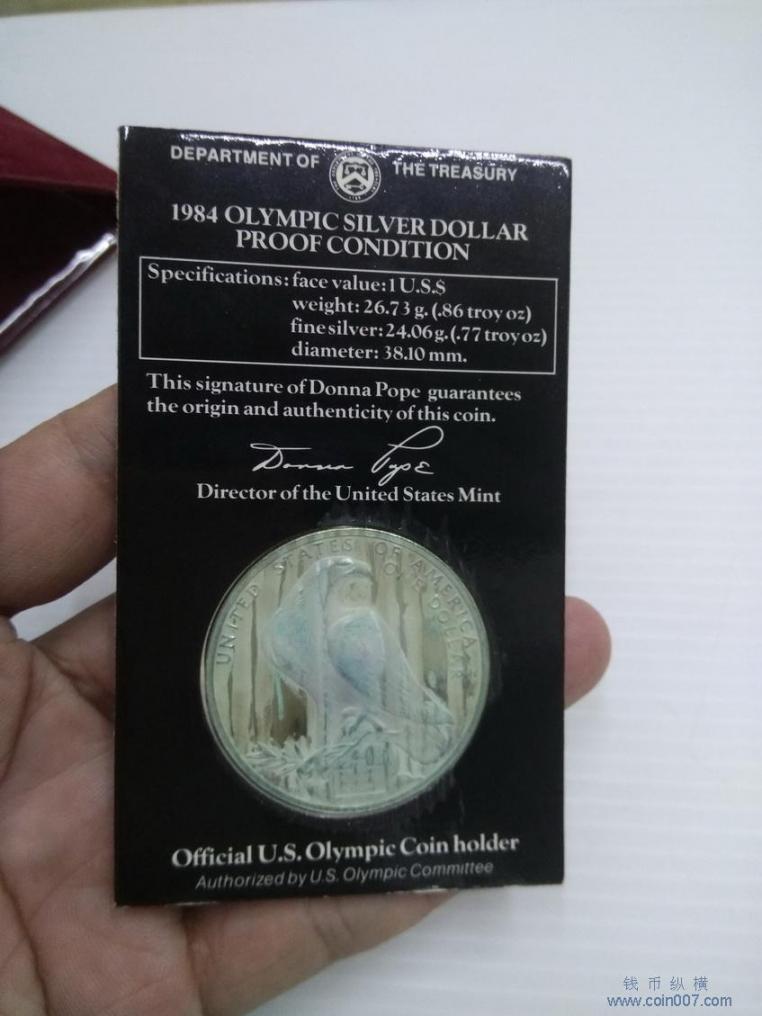 DEPARTMENT OF THE TREASURY
1984 OLYMPIC SILVER DOLLAR
PROOF CONDITION
Specifications: face value: 1 U.S.$
weight: 26.73 g. (.86 troy oz)
fine silver: 24.06 g. (.77 troy oz)
diameter: 38.10 mm.
This signature of Donna Pope guarantees
the origin and authenticity of this coin.
Donna Pope
Director of the United States Mint
UNITED STATES OF AMERICA
ONE DOLLAR
Official U.S. Olympic Coin holder
Authorized by U.S. Olympic Committee
钱币纵横
www.coin007.com